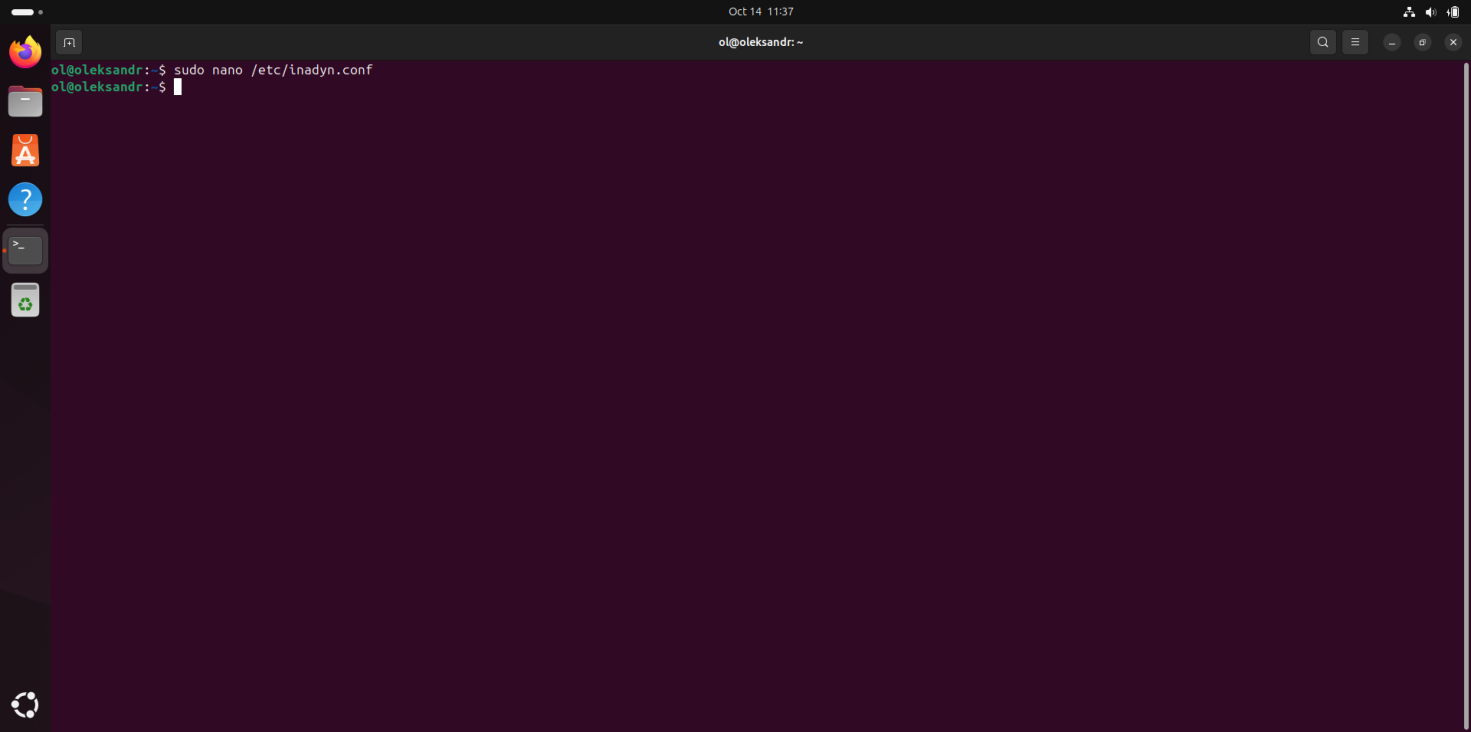 Oct 14 11:37
ol@oleksandr: ~
ol@oleksandr:~$ sudo nano /etc/inadyn.conf
ol@oleksandr:~$